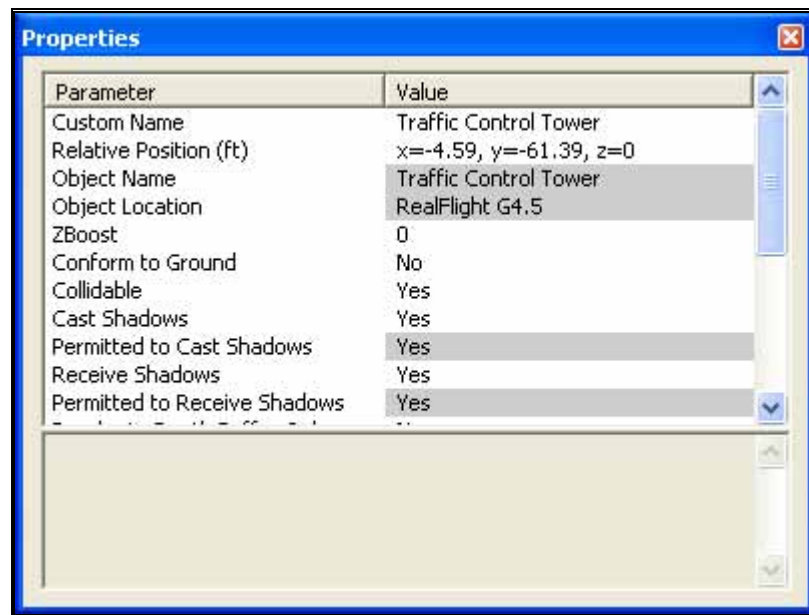 Properties
Parameter Value
Custom Name Traffic Control Tower
Relative Position (ft) x=-4.59, y=-61.39, z=0
Object Name Traffic Control Tower
Object Location RealFlight G4.5
ZBoost 0
Conform to Ground No
Collidable Yes
Cast Shadows Yes
Permitted to Cast Shadows Yes
Receive Shadows Yes
Permitted to Receive Shadows Yes